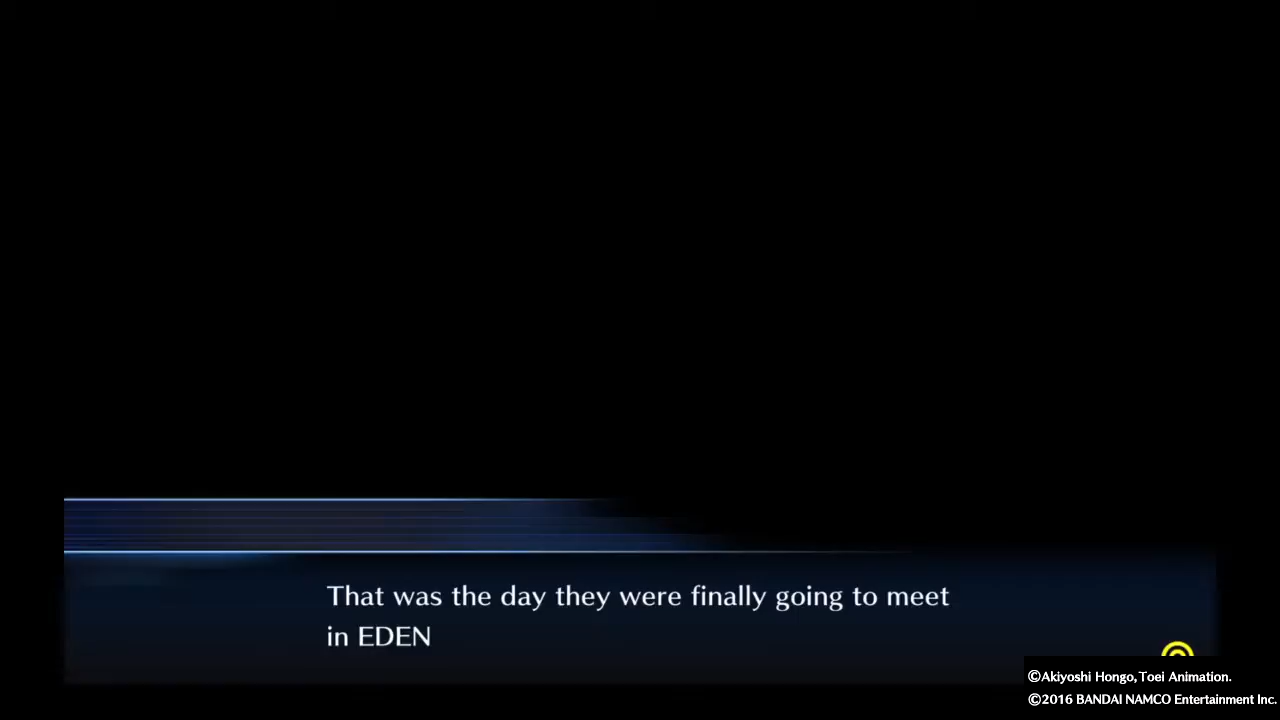 That was the day they were finally going to meet
in EDEN
©Akiyoshi Hongo, Toei Animation.
©2016 BANDAI NAMCO Entertainment Inc.